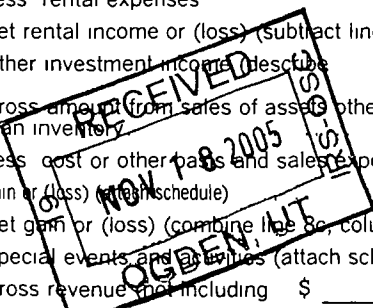 ess rental expenses
et rental income or (loss) (subtract line
ther investment income (describe
ross amount from sales of assets othe
an inventory
ess cost or other basis and sales expe
ain or (loss) (attach schedule)
et gain or (loss) (combine line 8c, colu
pecial events and activities (attach sch
ross revenue (not including $
RECEIVED
NOV 18 2005
IRS-OSC
OGDEN, UT